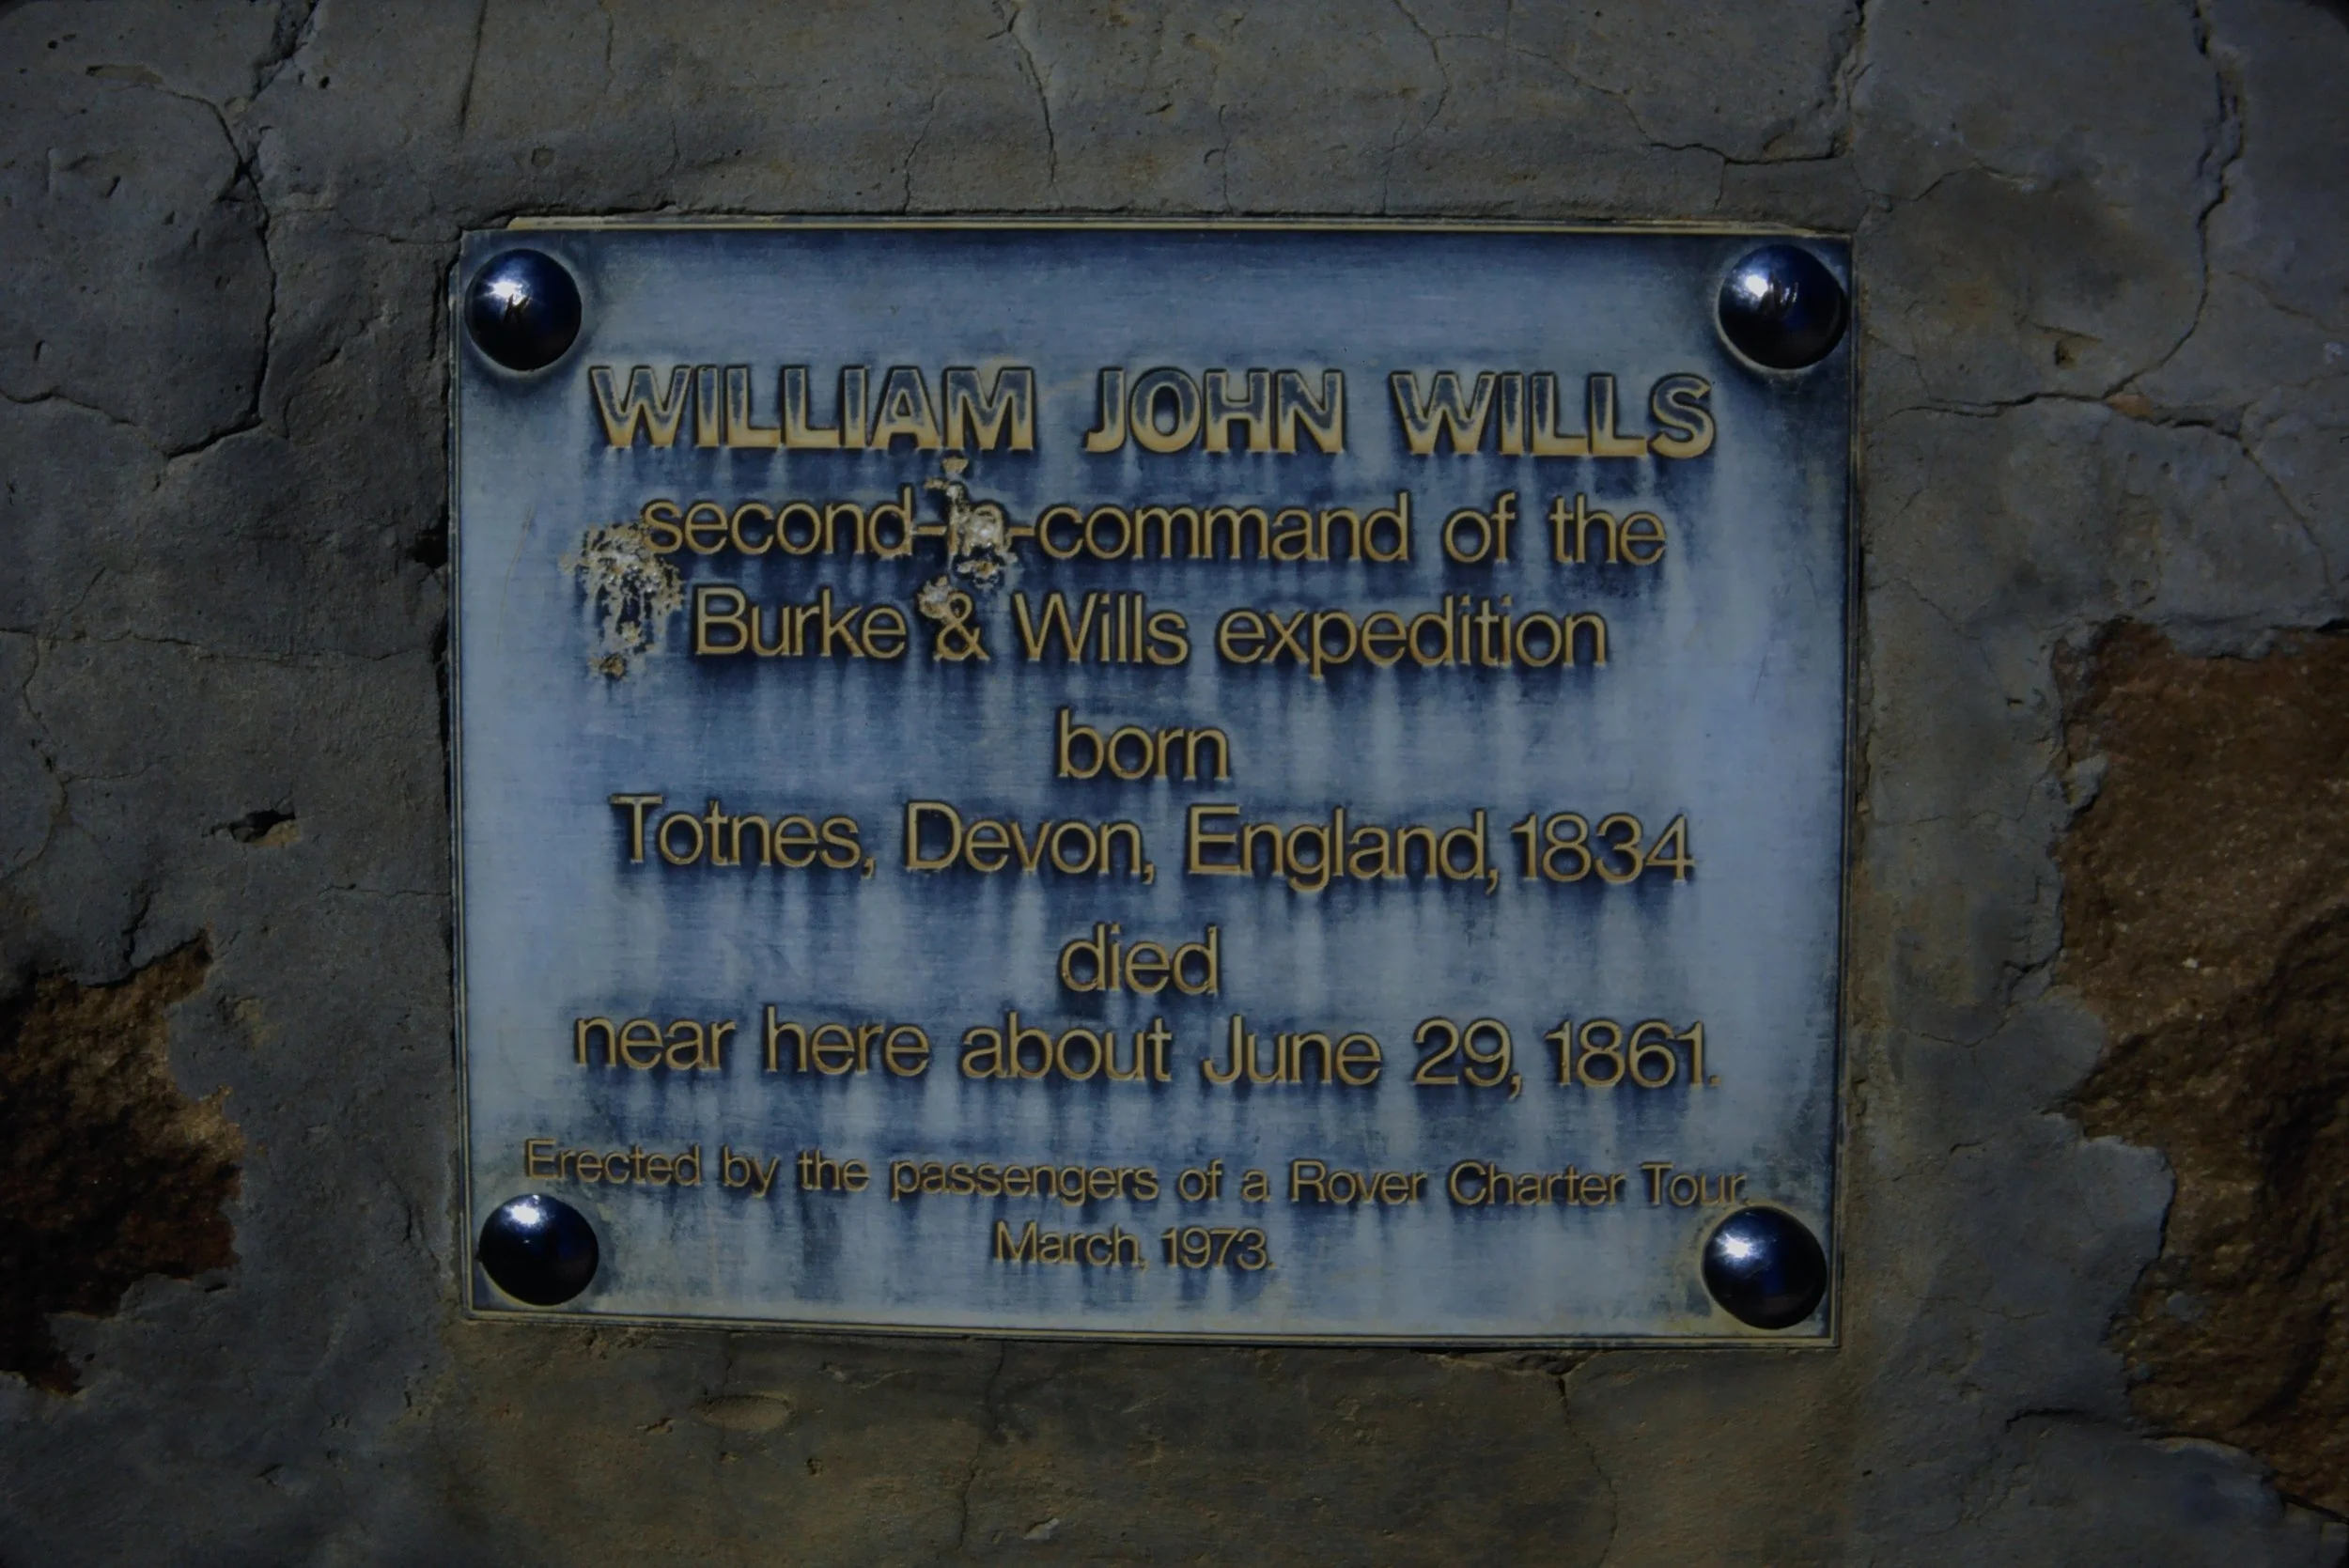 WILLIAM JOHN WILLS
second-in-command of the
Burke & Wills expedition
born
Totnes, Devon, England, 1834
died
near here about June 29, 1861.
Erected by the passengers of a Rover Charter Tour.
March, 1973.